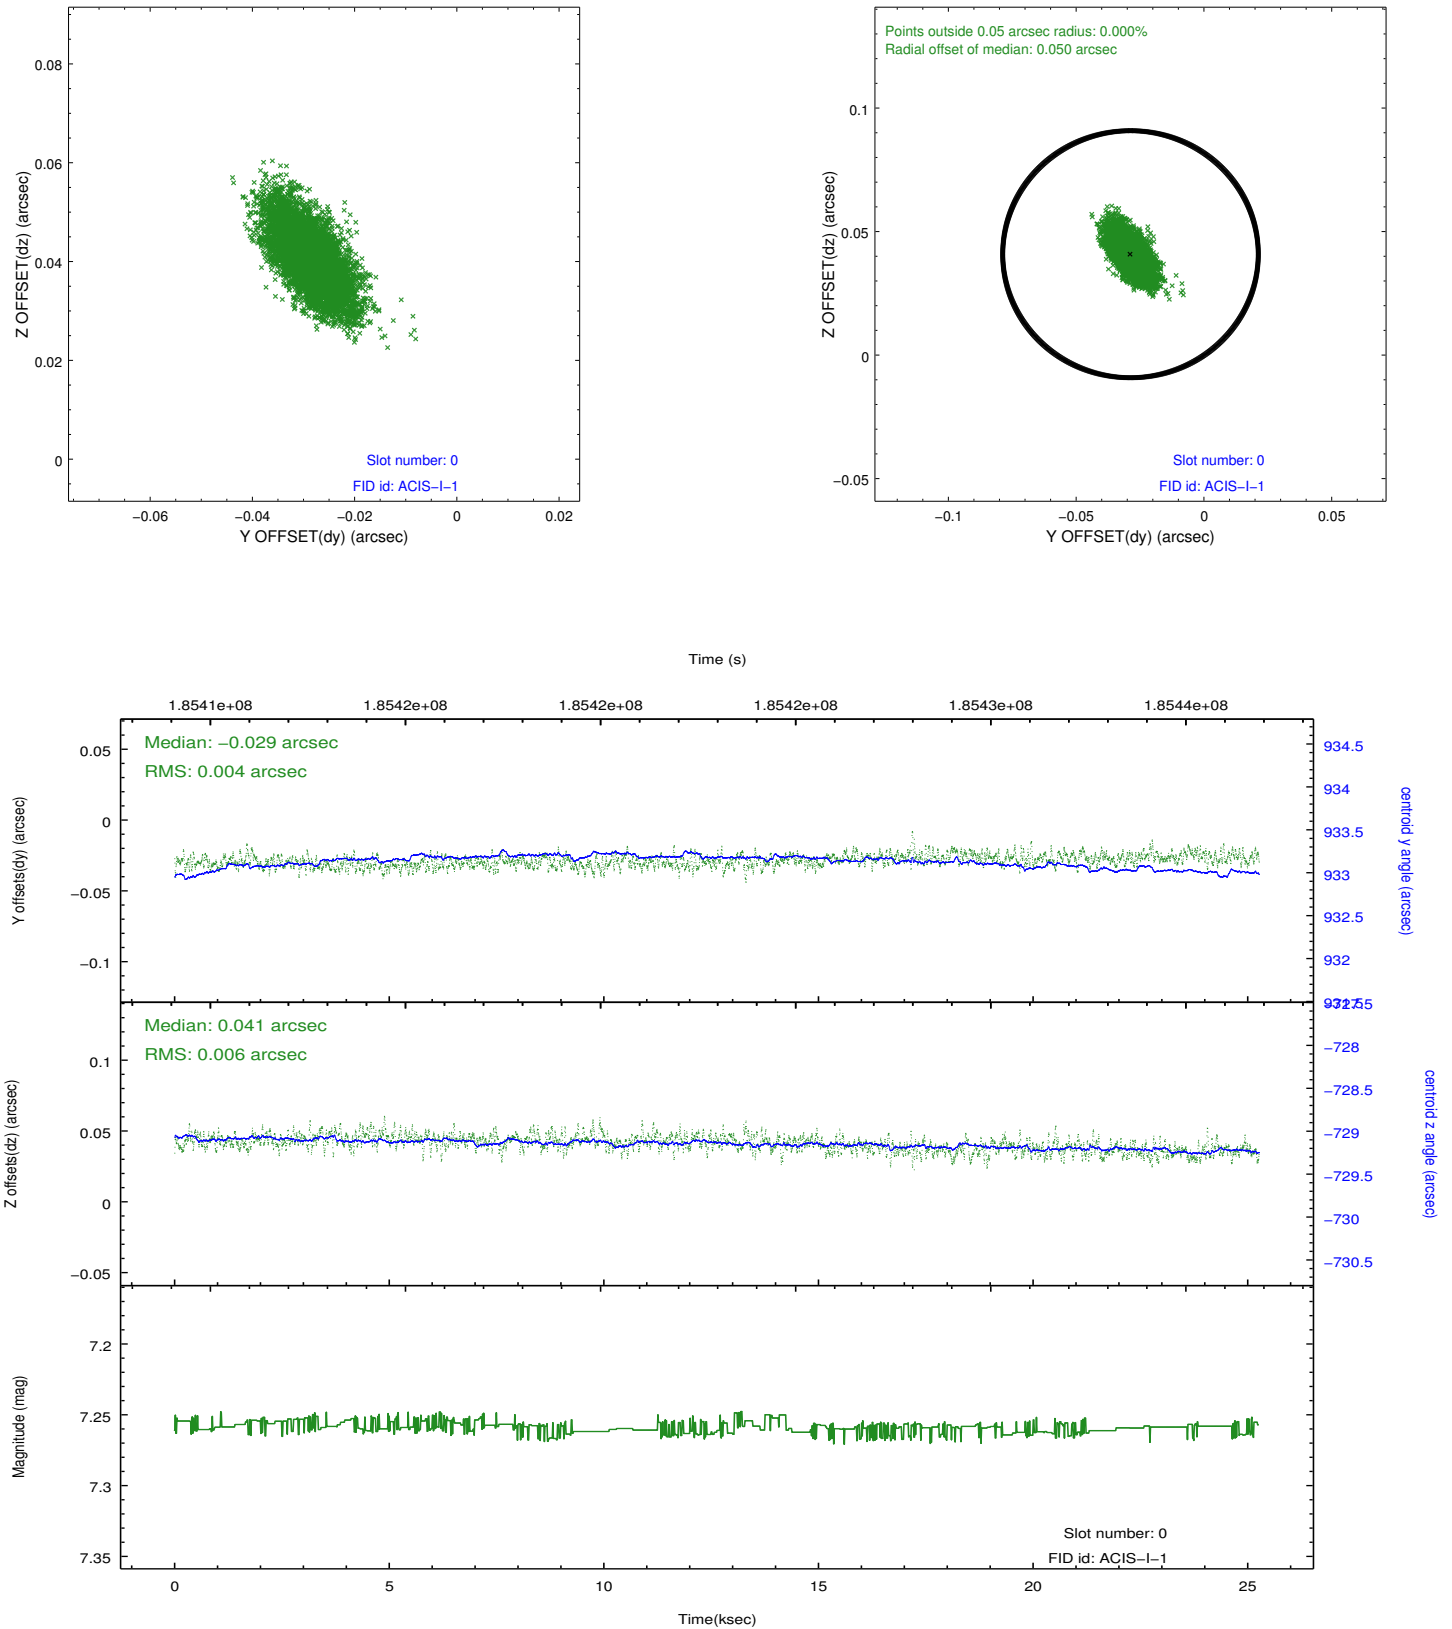 0.08
0.06
0.04
0.02
0
−0.06
−0.04
−0.02
0
0.02
Z OFFSET(dz) (arcsec)
Y OFFSET(dy) (arcsec)
Slot number: 0
FID id: ACIS−I−1
Points outside 0.05 arcsec radius: 0.000%
Radial offset of median: 0.050 arcsec
0.1
0.05
0
−0.05
−0.1
−0.05
0
0.05
Z OFFSET(dz) (arcsec)
Y OFFSET(dy) (arcsec)
Slot number: 0
FID id: ACIS−I−1
Time (s)
1.8541e+08
1.8542e+08
1.8542e+08
1.8542e+08
1.8543e+08
1.8544e+08
Median: −0.029 arcsec
RMS: 0.004 arcsec
0.05
0
−0.05
−0.1
Y offsets(dy) (arcsec)
934.5
934
933.5
933
932.5
932
centroid y angle (arcsec)
Median: 0.041 arcsec
RMS: 0.006 arcsec
0.1
0.05
0
−0.05
Z offsets(dz) (arcsec)
−728
−728.5
−729
−729.5
−730
−730.5
centroid z angle (arcsec)
7.2
7.25
7.3
7.35
Magnitude (mag)
Slot number: 0
FID id: ACIS−I−1
0
5
10
15
20
25
Time(ksec)